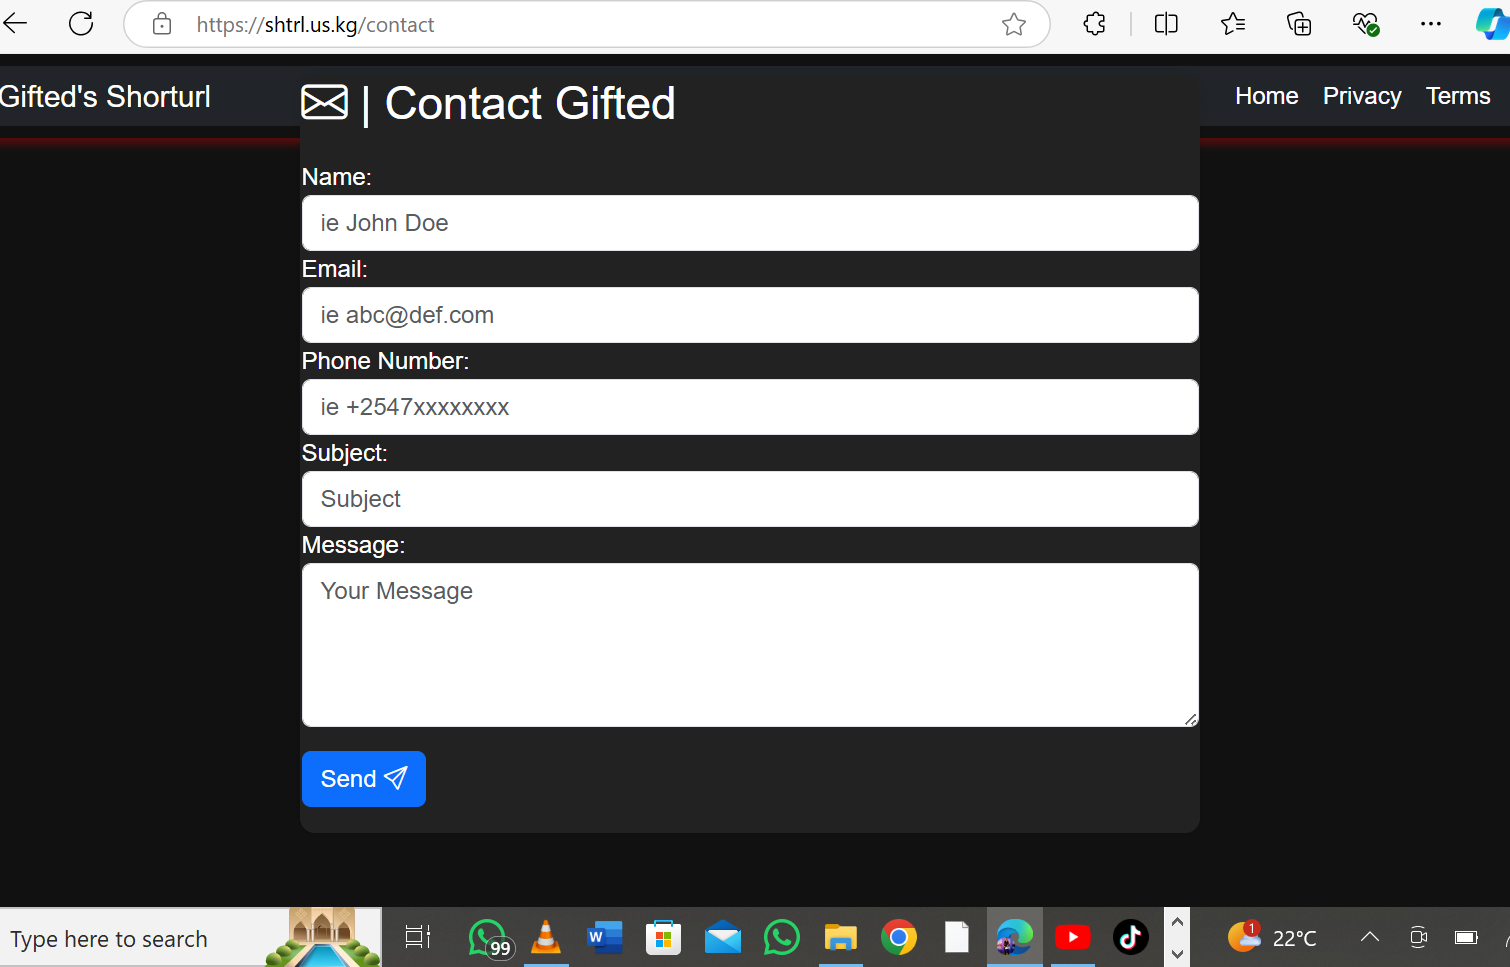 https://shtrl.us.kg/contact
Gifted's Shorturl
| Contact Gifted
Home Privacy Terms
Name:
ie John Doe
Email:
ie abc@def.com
Phone Number:
ie +2547xxxxxxxx
Subject:
Subject
Message:
Your Message
Send
Type here to search
99
W
1
22°C